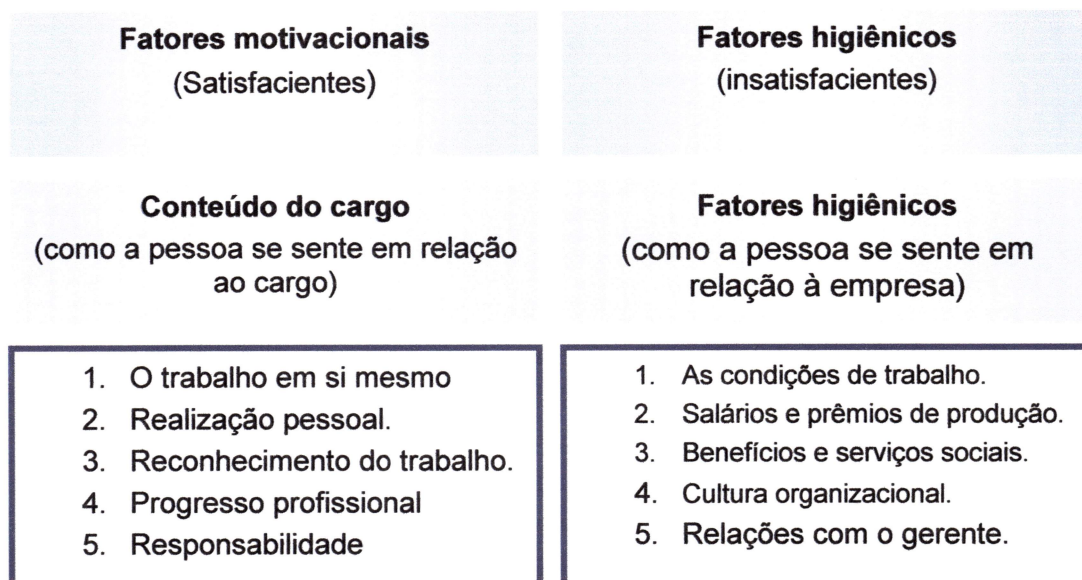 Fatores motivacionais
(Satisfacientes)
Fatores higiênicos
(insatisfacientes)
Conteúdo do cargo
(como a pessoa se sente em relação
ao cargo)
Fatores higiênicos
(como a pessoa se sente em
relação à empresa)
1. O trabalho em si mesmo
2. Realização pessoal.
3. Reconhecimento do trabalho.
4. Progresso profissional
5. Responsabilidade
1. As condições de trabalho.
2. Salários e prêmios de produção.
3. Benefícios e serviços sociais.
4. Cultura organizacional.
5. Relações com o gerente.